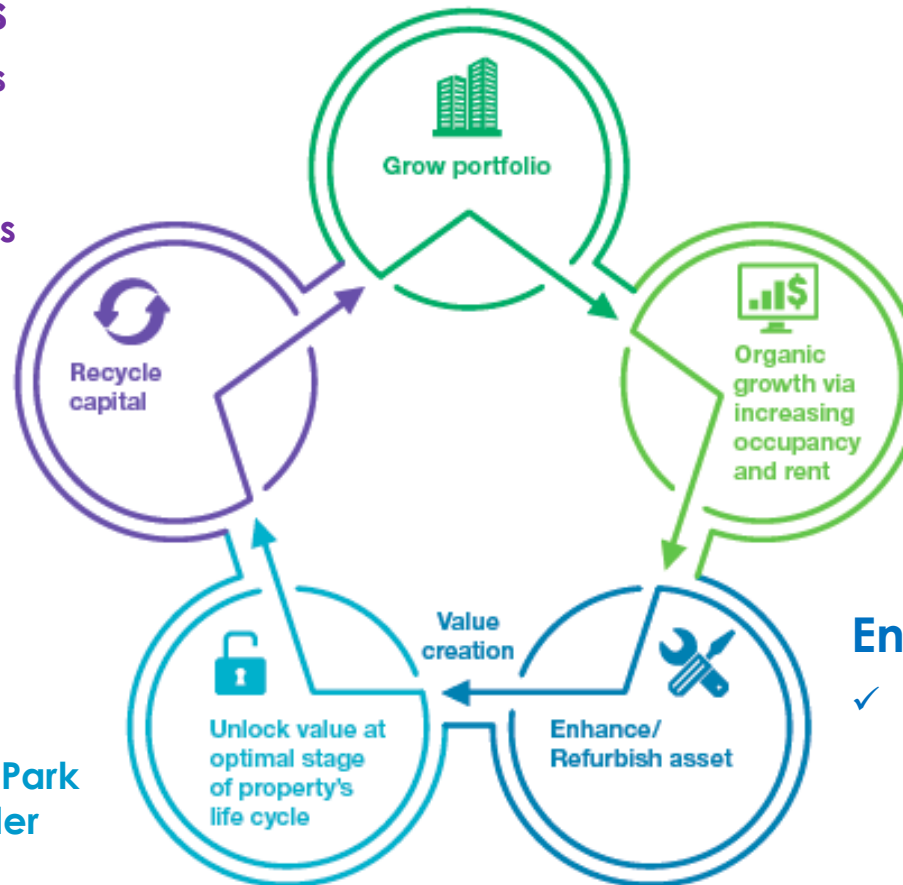 s
s
Grow portfolio
s
$
Recycle
capital
Organic
growth via
increasing
occupancy
and rent
Value
creation
En
✓
Unlock value at
optimal stage
of property's
life cycle
Enhance/
Refurbish asset
Park